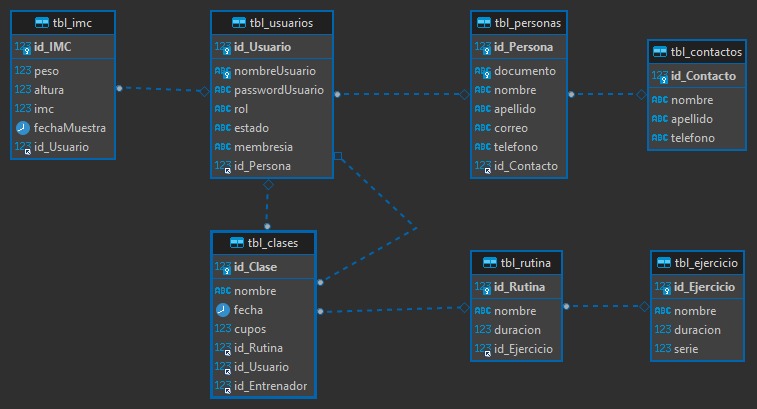 tbl_imc
123 id_IMC
123 peso
123 altura
123 imc
fechaMuestra
123 id_Usuario
tbl_usuarios
123 id_Usuario
ABC nombreUsuario
ABC passwordUsuario
ABC rol
ABC estado
ABC membresia
123 id_Persona
tbl_personas
123 id_Persona
ABC documento
ABC nombre
ABC apellido
ABC correo
ABC telefono
123 id_Contacto
tbl_contactos
123 id_Contacto
ABC nombre
ABC apellido
ABC telefono
tbl_clases
123 id_Clase
ABC nombre
fecha
123 cupos
123 id_Rutina
123 id_Usuario
123 id_Entrenador
tbl_rutina
123 id_Rutina
ABC nombre
123 duracion
123 id_Ejercicio
tbl_ejercicio
123 id_Ejercicio
ABC nombre
123 duracion
123 serie